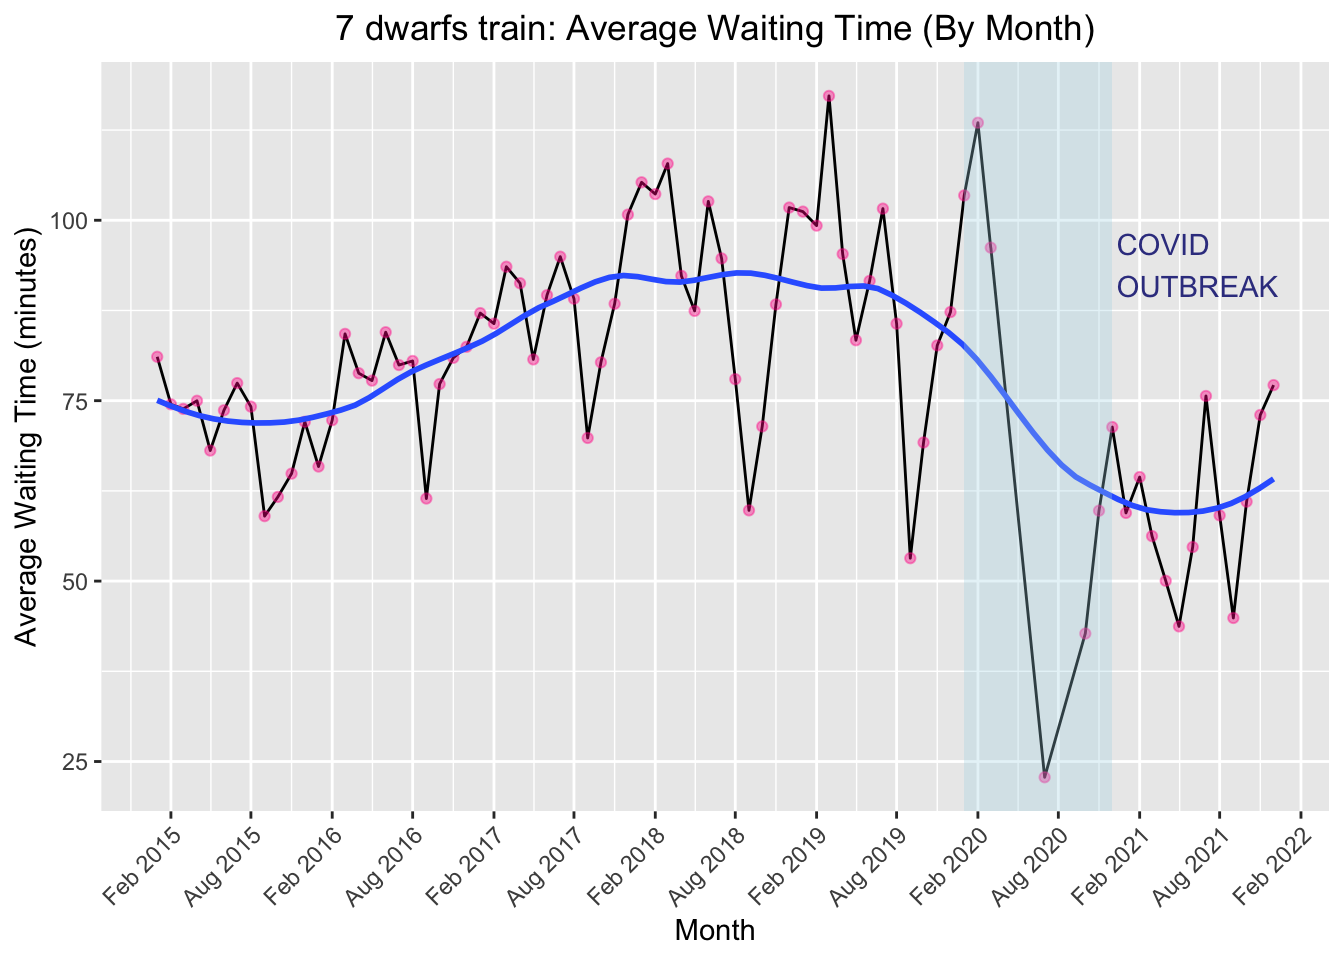 7 dwarfs train: Average Waiting Time (By Month)
Average Waiting Time (minutes)
100
75
50
25
COVID
OUTBREAK
Feb 2015
Aug 2015
Feb 2016
Aug 2016
Feb 2017
Aug 2017
Feb 2018
Aug 2018
Feb 2019
Aug 2019
Feb 2020
Aug 2020
Feb 2021
Aug 2021
Feb 2022
Month